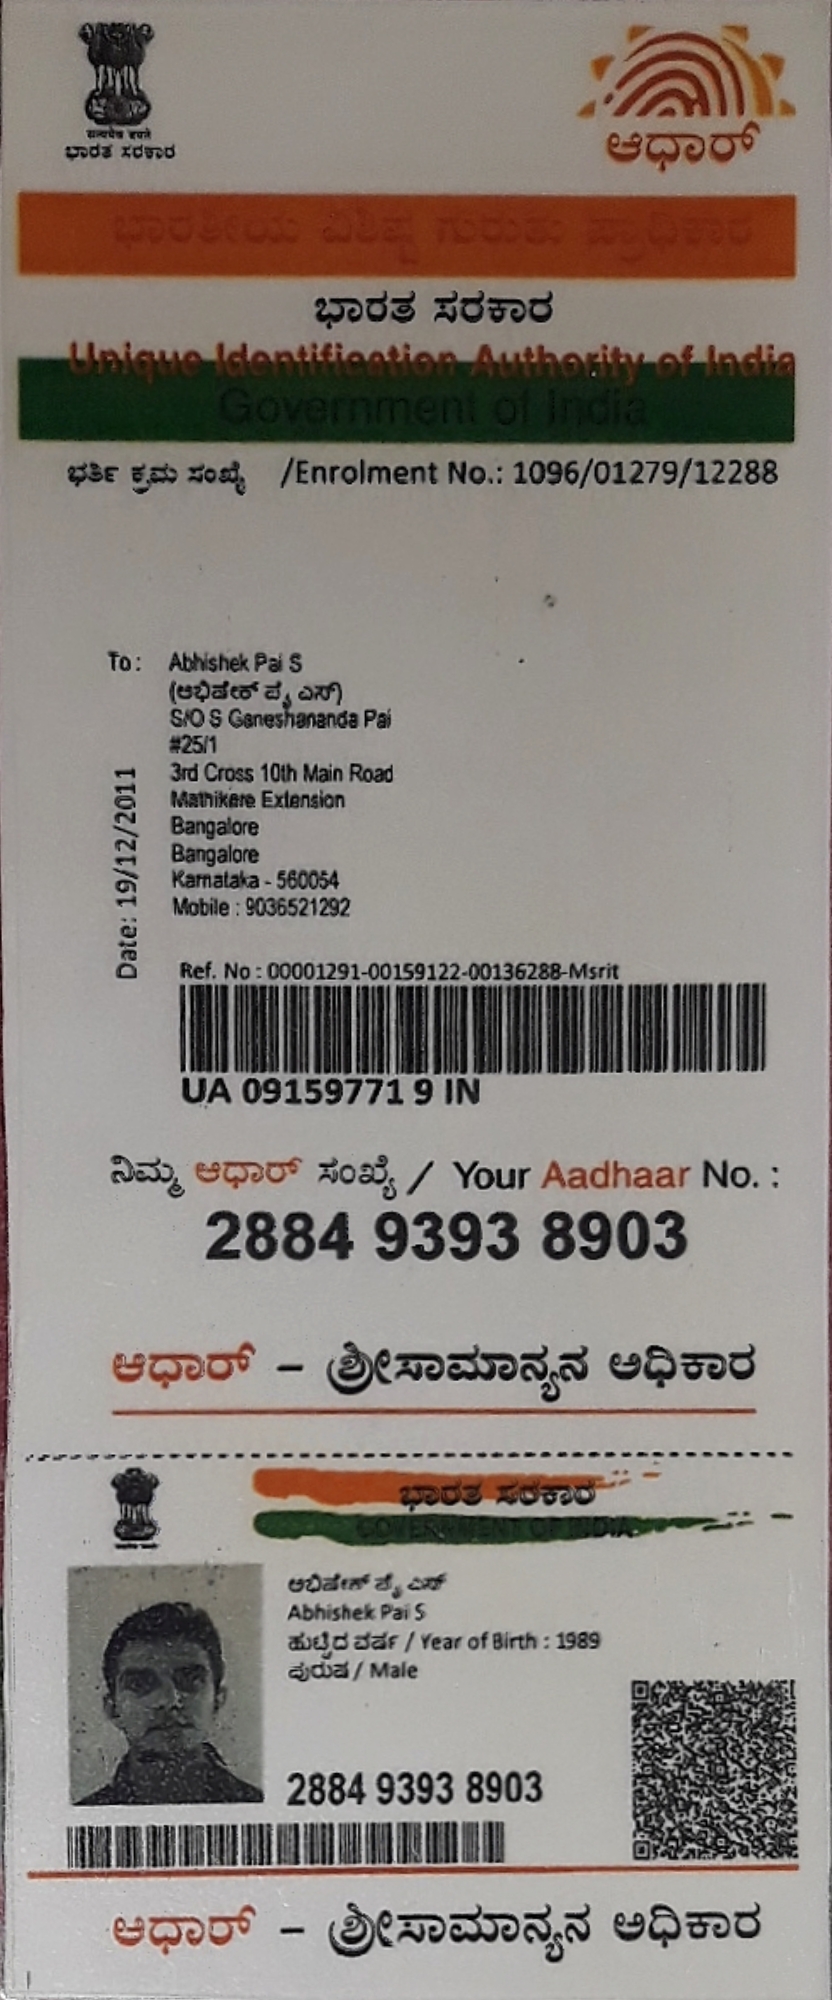 सत्यमेव जयते
ಭಾರತ ಸರಕಾರ
ಆಧಾರ್
ಭಾರತೀಯ ವಿಶಿಷ್ಟ ಗುರುತು ಪ್ರಾಧಿಕಾರ
ಭಾರತ ಸರಕಾರ
Unique Identification Authority of India
Government of India
ಭರ್ತಿ ಕ್ರಮ ಸಂಖ್ಯೆ /Enrolment No.: 1096/01279/12288
To: Abhishek Pai S
(ಅಭಿಷೇಕ್ ಪೈ ಎಸ್)
S/O S Ganeshananda Pai
#25/1
3rd Cross 10th Main Road
Mathikere Extension
Bangalore
Bangalore
Karnataka - 560054
Mobile : 9036521292
Date: 19/12/2011
Ref. No : 00001291-00159122-00136288-Msrit
UA 09159771 9 IN
ನಿಮ್ಮ ಆಧಾರ್ ಸಂಖ್ಯೆ / Your Aadhaar No. :
2884 9393 8903
ಆಧಾರ್ – ಶ್ರೀಸಾಮಾನ್ಯನ ಅಧಿಕಾರ
ಭಾರತ ಸರಕಾರ
GOVERNMENT OF INDIA
ಅಭಿಷೇಕ್ ಪೈ ಎಸ್
Abhishek Pai S
ಹುಟ್ಟಿದ ವರ್ಷ / Year of Birth : 1989
ಪುರುಷ / Male
2884 9393 8903
ಆಧಾರ್ – ಶ್ರೀಸಾಮಾನ್ಯನ ಅಧಿಕಾರ